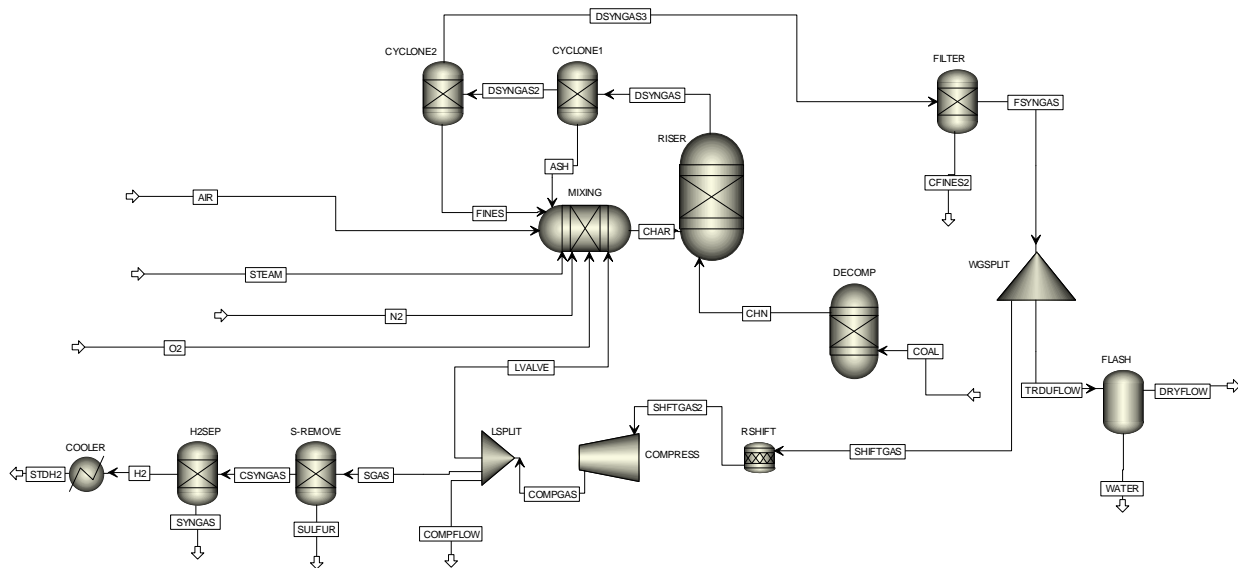 DSYNGAS3
CYCLONE2
CYCLONE1
FILTER
DSYNGAS2
DSYNGAS
FSYNGAS
RISER
ASH
CFINES2
MIXING
AIR
FINES
CHAR
WGSPLIT
STEAM
DECOMP
CHN
N2
O2
COAL
LVALVE
FLASH
TRDUFLOW
DRYFLOW
SHFTGAS2
H2SEP
S-REMOVE
LSPLIT
RSHIFT
COOLER
COMPRESS
SHIFTGAS
STDH2
H2
CSYNGAS
SGAS
COMPGAS
WATER
SYNGAS
SULFUR
COMPFLOW